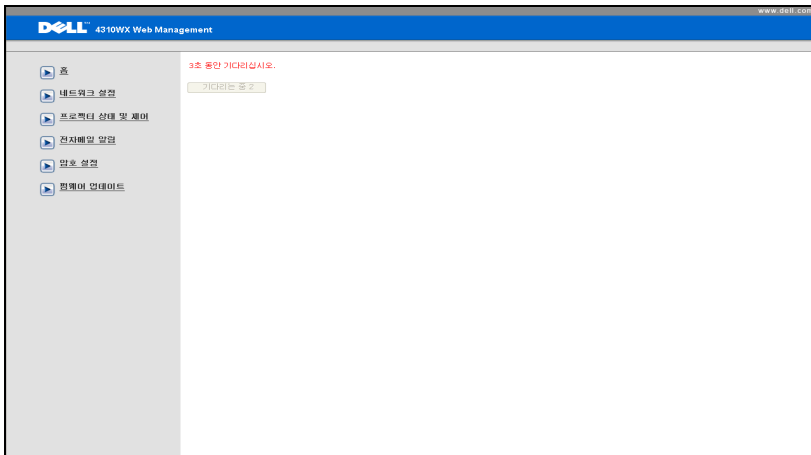 www.dell.com
DELL™ 4310WX Web Management
홈
네트워크 설정
프로젝터 상태 및 제어
전자메일 알림
암호 설정
펌웨어 업데이트
3초 동안 기다리십시오.
기다리는 중 2